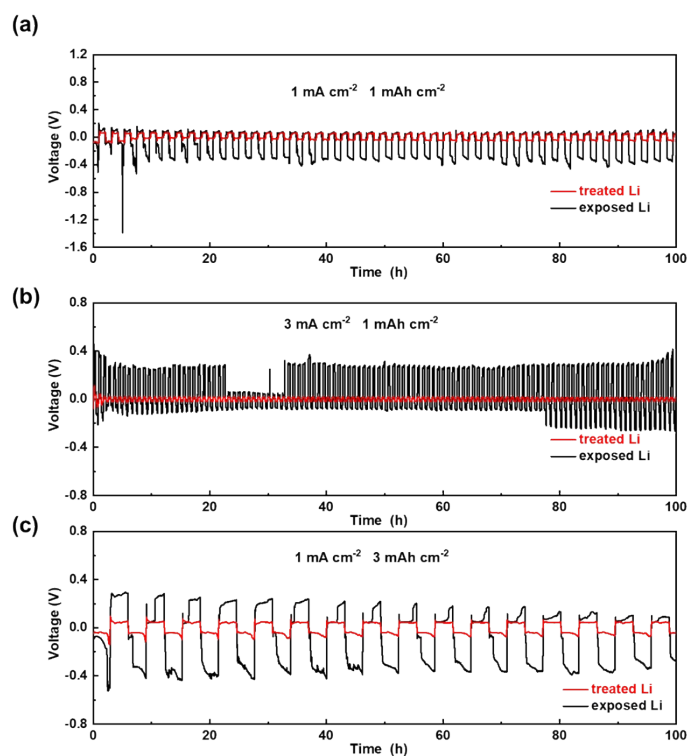 (a)
1.2
0.8
0.4
0.0
-0.4
-0.8
-1.2
-1.6
Voltage (V)
1 mA cm⁻² 1 mAh cm⁻²
treated Li
exposed Li
0 20 40 60 80 100
Time (h)
(b)
0.8
0.4
0.0
-0.4
-0.8
Voltage (V)
3 mA cm⁻² 1 mAh cm⁻²
treated Li
exposed Li
0 20 40 60 80 100
Time (h)
(c)
0.8
0.4
0.0
-0.4
-0.8
Voltage (V)
1 mA cm⁻² 3 mAh cm⁻²
treated Li
exposed Li
0 20 40 60 80 100
Time (h)